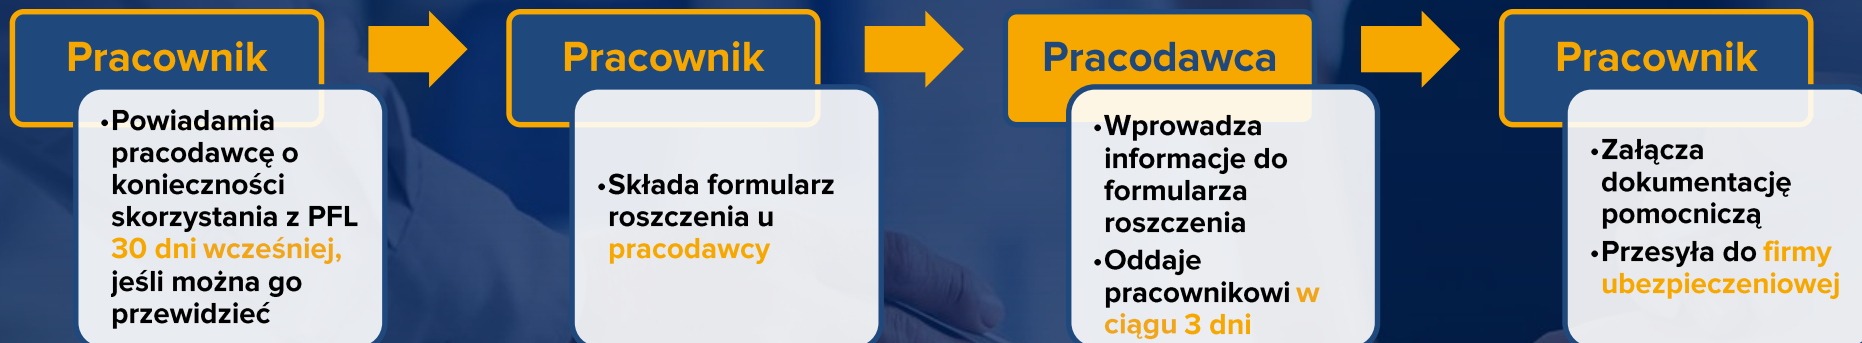 Pracownik
•Powiadamia
pracodawcę o
konieczności
skorzystania z PFL
30 dni wcześniej,
jeśli można go
przewidzieć
Pracownik
•Składa formularz
roszczenia u
pracodawcy
Pracodawca
•Wprowadza
informacje do
formularza
roszczenia
•Oddaje
pracownikowi w
ciągu 3 dni
Pracownik
•Załącza
dokumentację
pomocniczą
•Przesyła do firmy
ubezpieczeniowej